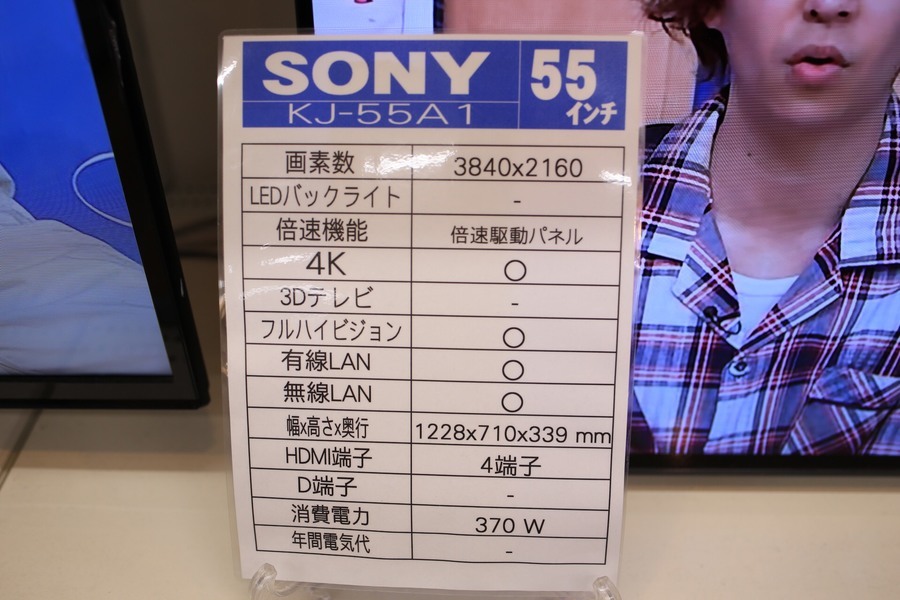 SONY 55
KJ-55A1 インチ
画素数 3840x2160
LEDバックライト -
倍速機能 倍速駆動パネル
4K ○
3Dテレビ -
フルハイビジョン ○
有線LAN ○
無線LAN ○
幅x高さx奥行 1228x710x339 mm
HDMI端子 4端子
D端子 -
消費電力 370 W
年間電気代 -